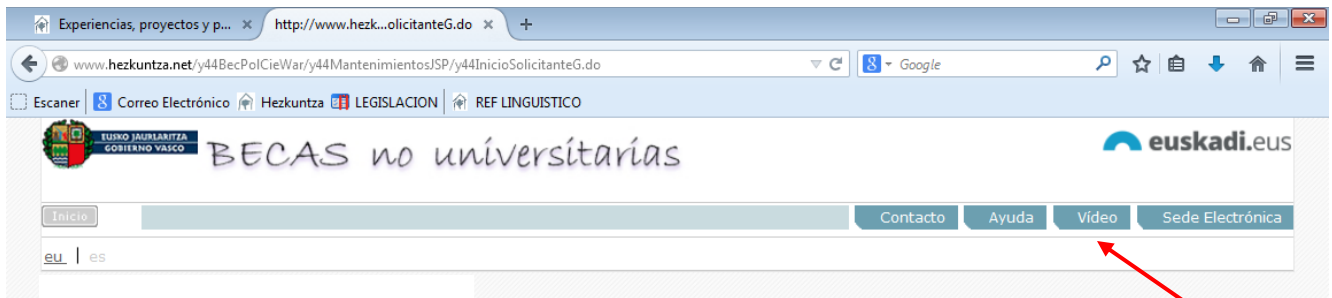 Experiencias, proyectos y p... http://www.hezk...olicitanteG.do
www.hezkuntza.net/y44BecPolCieWar/y44MantenimientosJSP/y44InicioSolicitanteG.do Google
Escaner Correo Electrónico Hezkuntza LEGISLACION REF LINGUISTICO
EUSKO JAURLARITZA
GOBIERNO VASCO
BECAS no universitarias
euskadi.eus
Inicio Contacto Ayuda Vídeo Sede Electrónica
eu | es